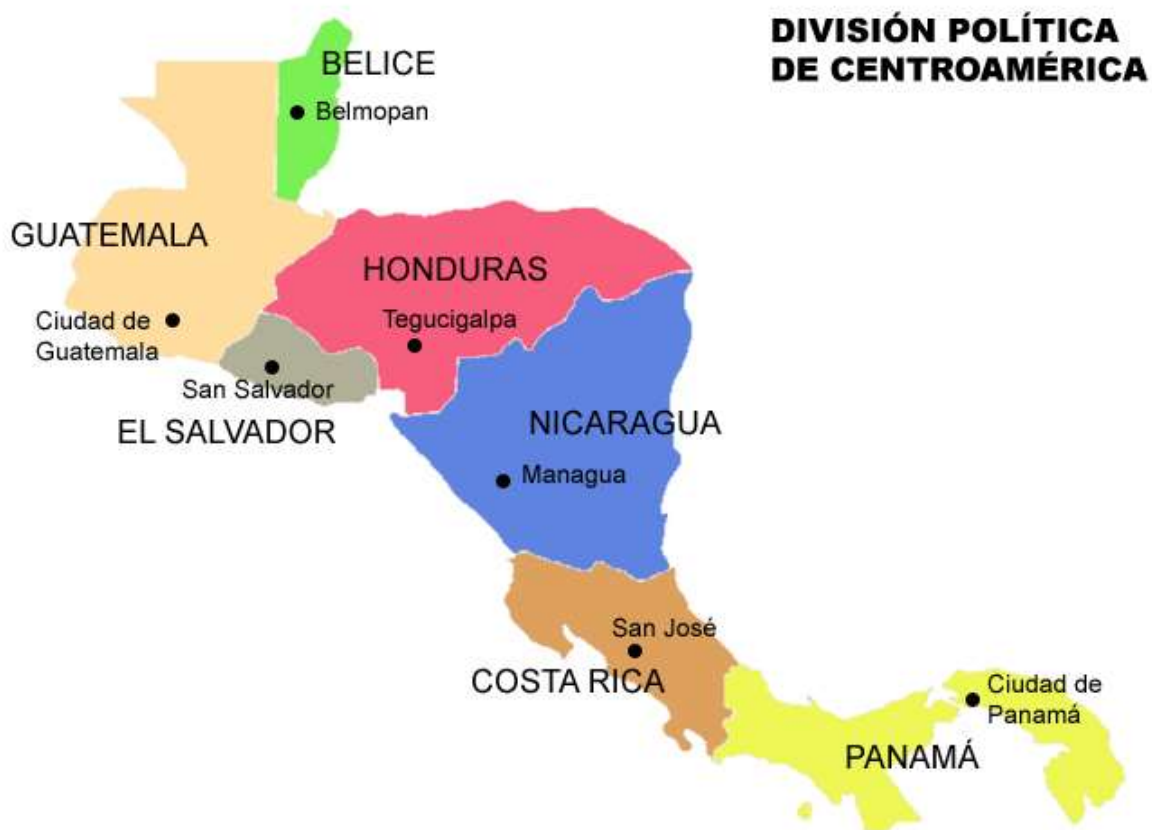 DIVISIÓN POLÍTICA
DE CENTROAMÉRICA
BELICE
Belmopan
GUATEMALA
HONDURAS
Ciudad de
Guatemala
Tegucigalpa
San Salvador
EL SALVADOR
NICARAGUA
Managua
San José
COSTA RICA
Ciudad de
Panamá
PANAMÁ